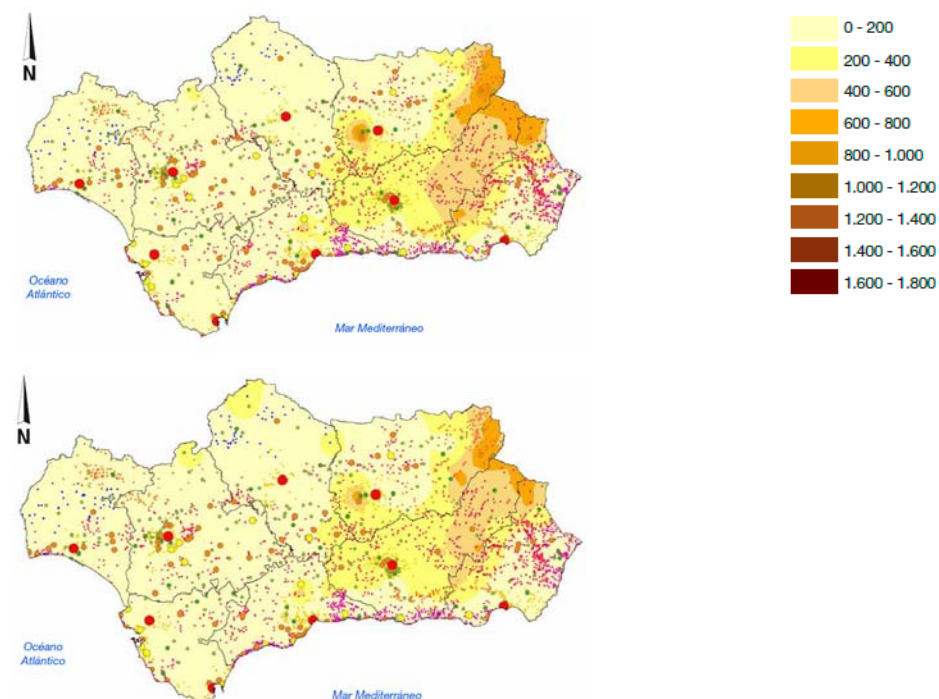 N
0 - 200
200 - 400
400 - 600
600 - 800
800 - 1.000
1.000 - 1.200
1.200 - 1.400
1.400 - 1.600
1.600 - 1.800
Océano
Atlántico
Mar Mediterráneo
N
Océano
Atlántico
Mar Mediterráneo